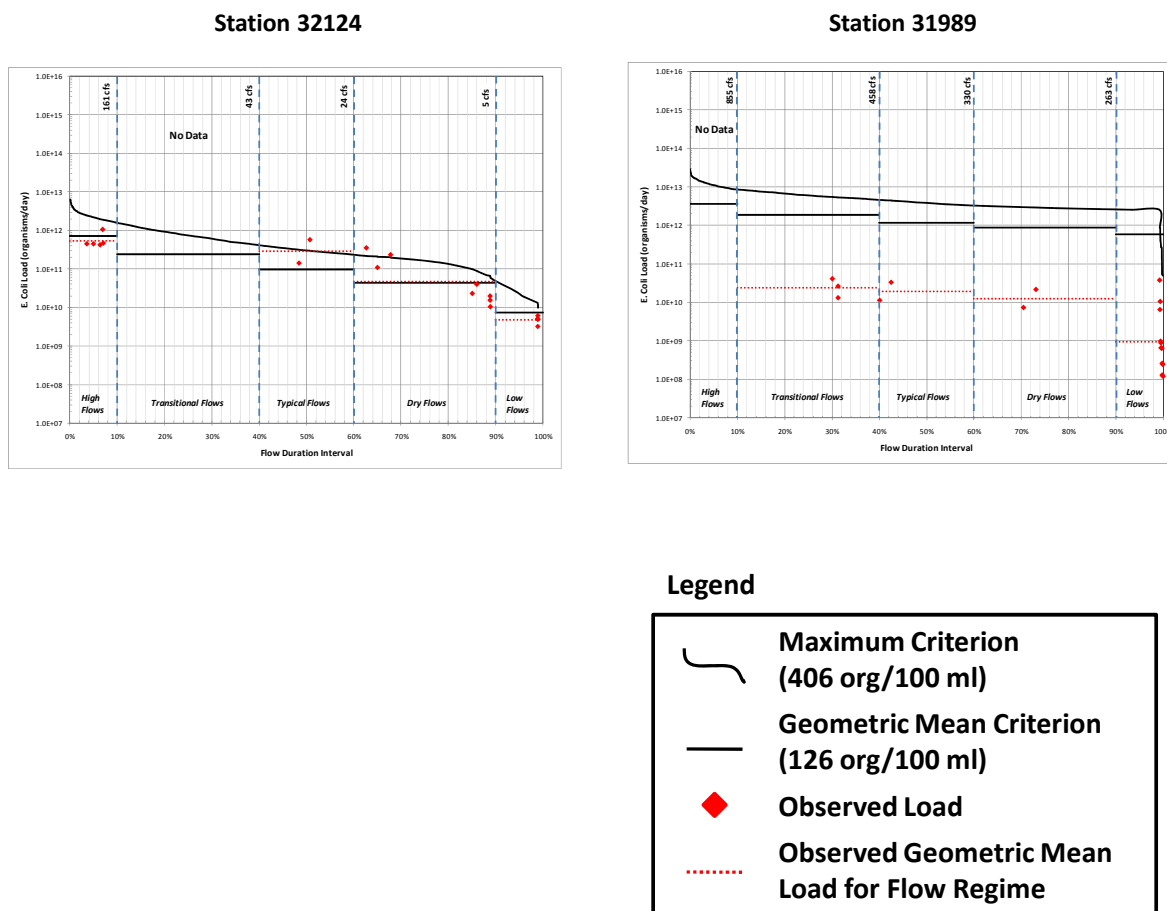 Station 32124
Station 31989
1.0E+16
1.0E+15
1.0E+14
1.0E+13
1.0E+12
1.0E+11
1.0E+10
1.0E+09
1.0E+08
1.0E+07
E. Coli Load (organisms/day)
161 cfs
43 cfs
24 cfs
5 cfs
No Data
High
Flows
Transitional Flows
Typical Flows
Dry Flows
Low
Flows
0% 10% 20% 30% 40% 50% 60% 70% 80% 90% 100%
Flow Duration Interval
1.0E+16
1.0E+15
1.0E+14
1.0E+13
1.0E+12
1.0E+11
1.0E+10
1.0E+09
1.0E+08
1.0E+07
E. Coli Load (organisms/day)
855 cfs
458 cfs
330 cfs
263 cfs
No Data
High
Flows
Transitional Flows
Typical Flows
Dry Flows
Low
Flows
0% 10% 20% 30% 40% 50% 60% 70% 80% 90% 100
Flow Duration Interval
Legend
Maximum Criterion
(406 org/100 ml)
Geometric Mean Criterion
(126 org/100 ml)
Observed Load
Observed Geometric Mean
Load for Flow Regime